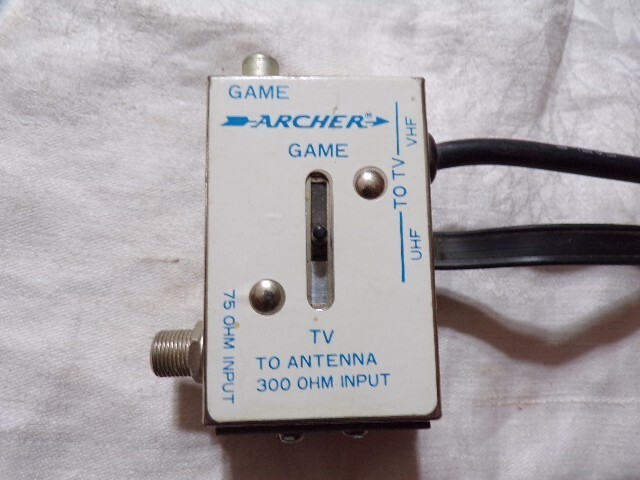 GAME
ARCHER®
GAME
TO TV
VHF
UHF
75 OHM INPUT
TV
TO ANTENNA
300 OHM INPUT